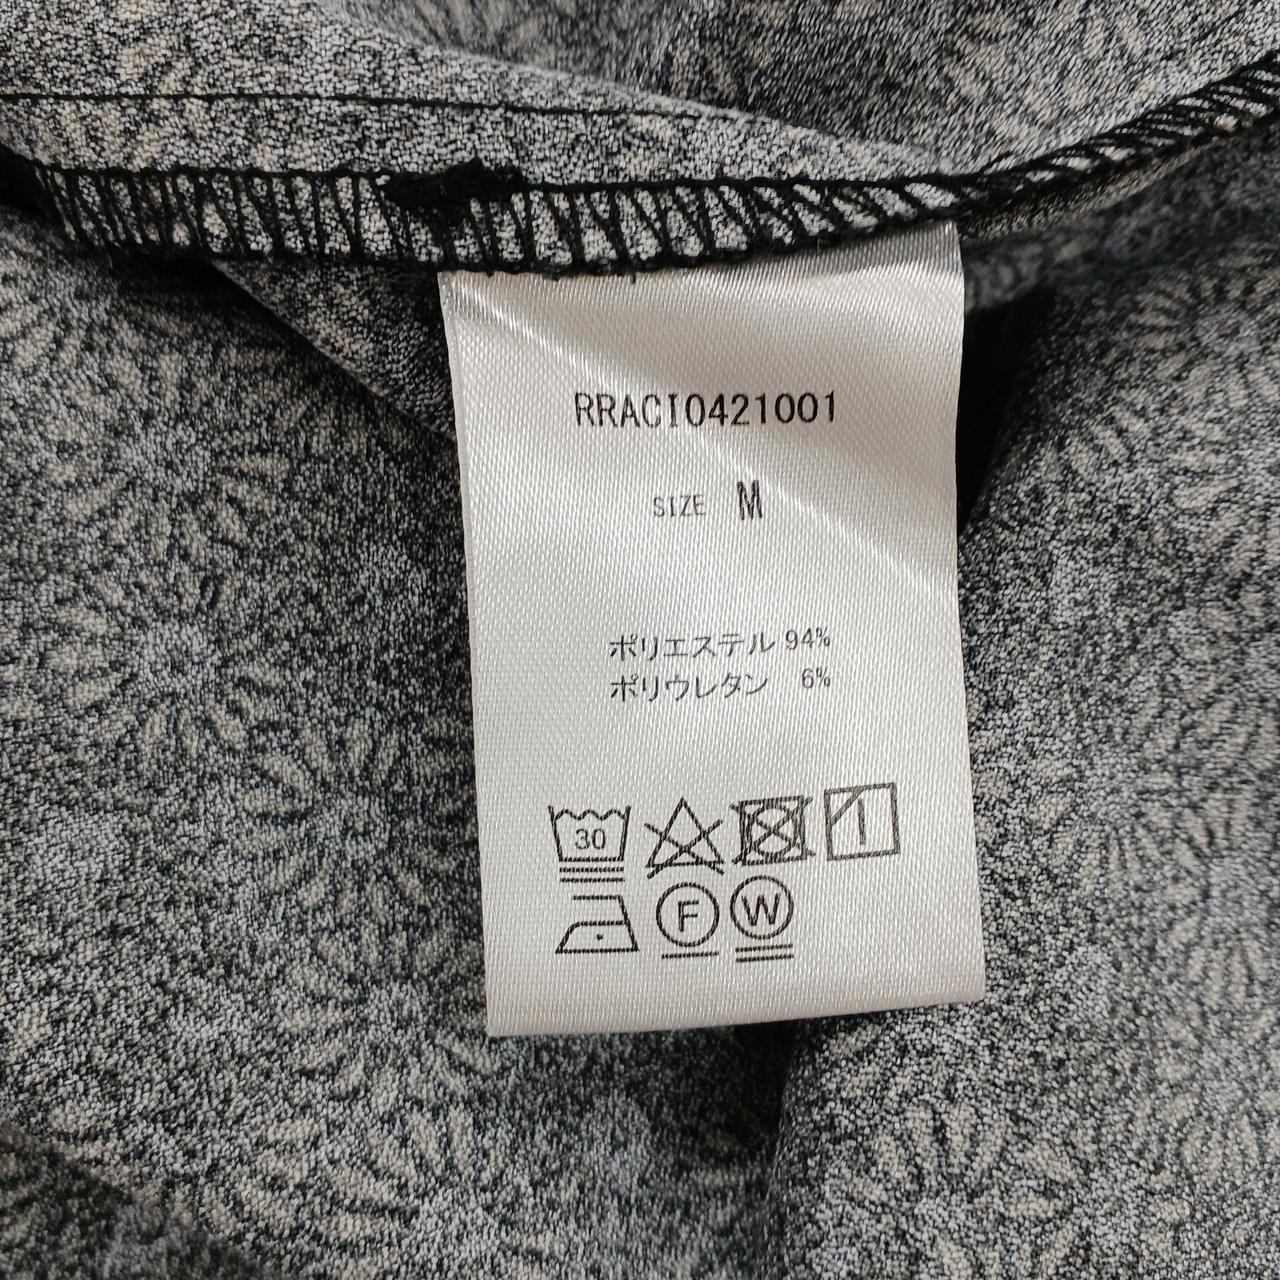 RRACI0421001
SIZE M
ポリエステル 94%
ポリウレタン 6%
30
F W